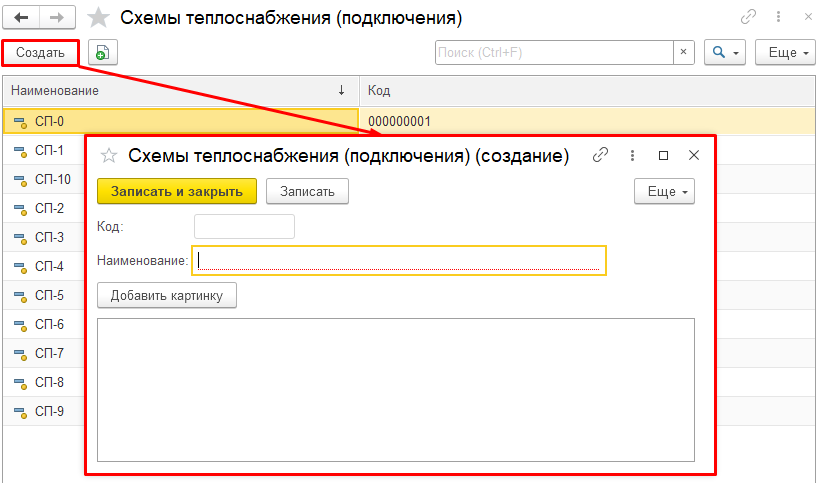 Схемы теплоснабжения (подключения)
Создать
Поиск (Ctrl+F)
×
Еще
Наименование ↓ Код
СП-0 000000001
СП-1
СП-10
СП-2
СП-3
СП-4
СП-5
СП-6
СП-7
СП-8
СП-9
Схемы теплоснабжения (подключения) (создание)
Записать и закрыть Записать Еще
Код:
Наименование:
Добавить картинку